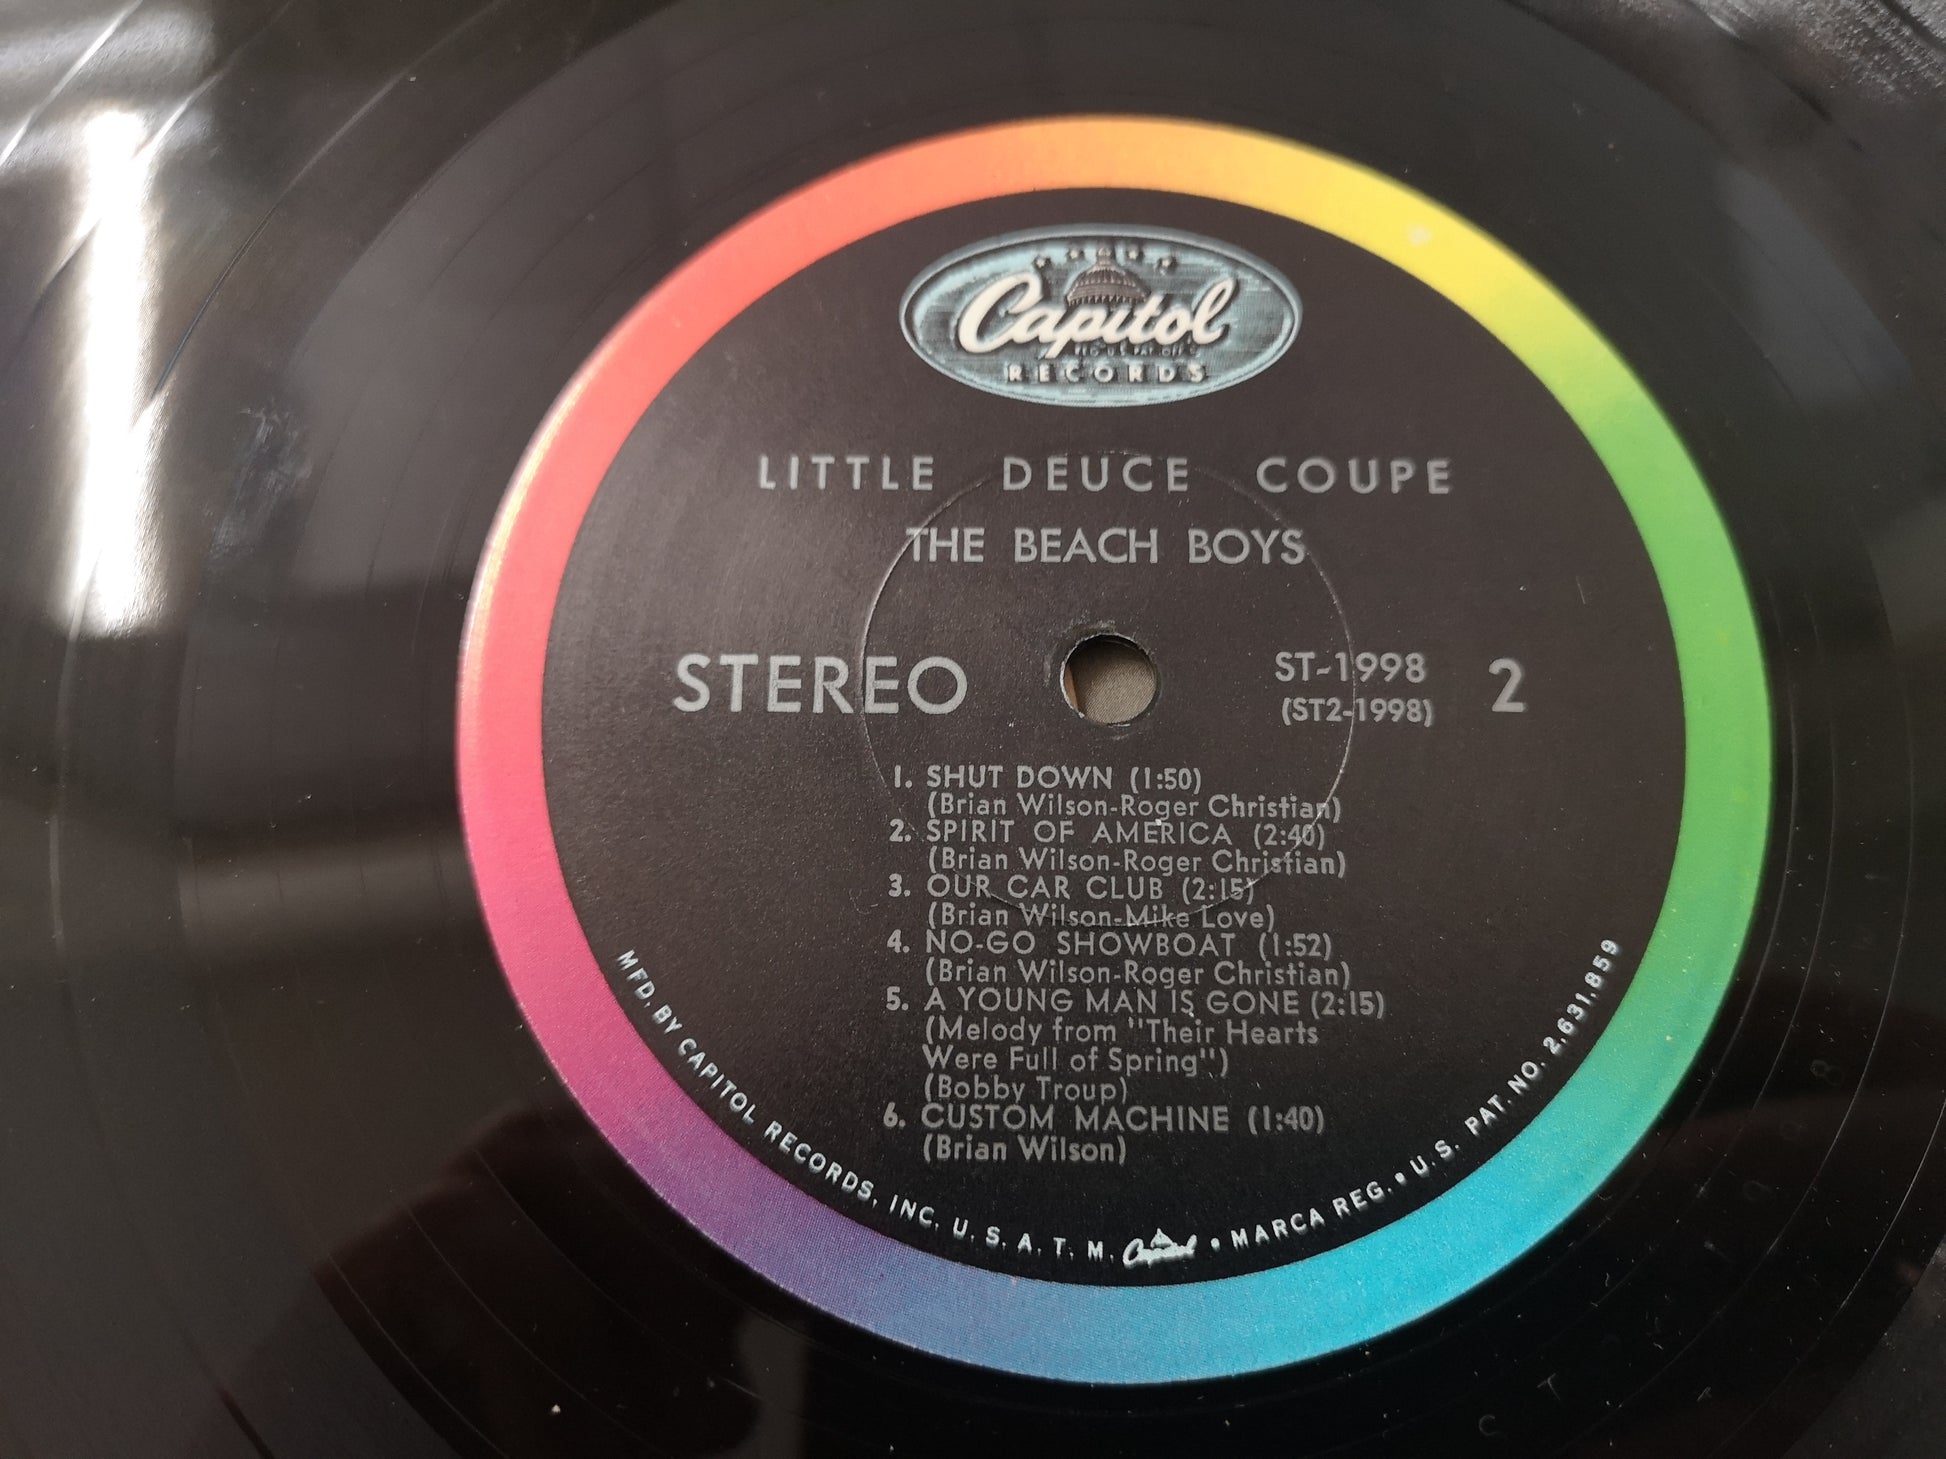 Capitol
REG. U.S. PAT. OFF.
RECORDS
LITTLE DEUCE COUPE
THE BEACH BOYS
STEREO
ST-1998
(ST2-1998)
2
1. SHUT DOWN (1:50)
(Brian Wilson-Roger Christian)
2. SPIRIT OF AMERICA (2:40)
(Brian Wilson-Roger Christian)
3. OUR CAR CLUB (2:15)
(Brian Wilson-Mike Love)
4. NO-GO SHOWBOAT (1:52)
(Brian Wilson-Roger Christian)
5. A YOUNG MAN IS GONE (2:15)
(Melody from "Their Hearts
Were Full of Spring")
(Bobby Troup)
6. CUSTOM MACHINE (1:40)
(Brian Wilson)
MFD. BY CAPITOL RECORDS, INC. U. S. A. T. M. Capitol • MARCA REG. • U.S. PAT. NO. 2,631,859